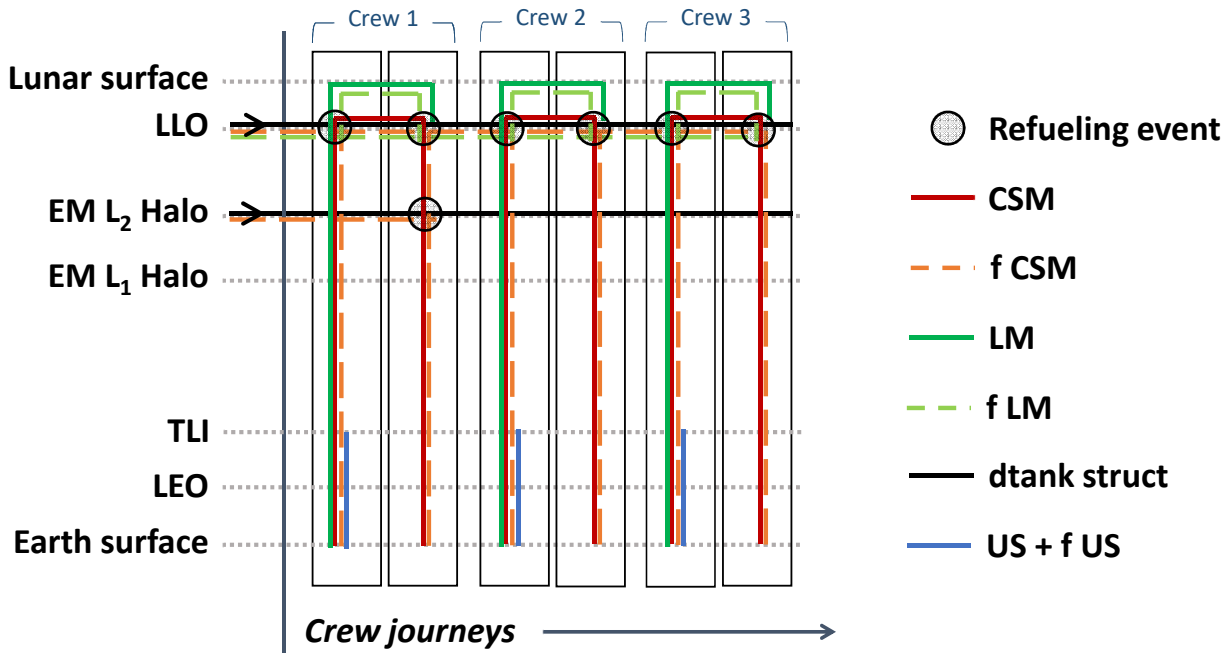 Crew 1
Crew 2
Crew 3
Lunar surface
LLO
EM L₂ Halo
EM L₁ Halo
TLI
LEO
Earth surface
Crew journeys
Refueling event
CSM
f CSM
LM
f LM
dtank struct
US + f US